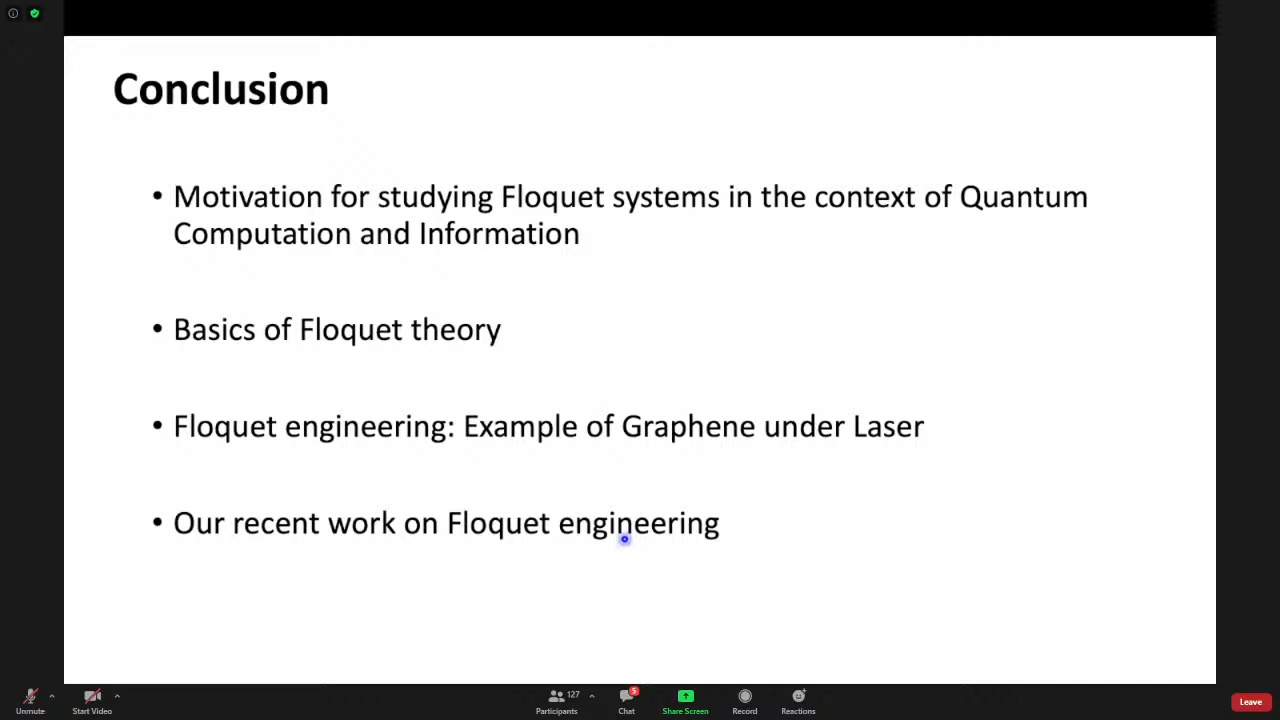 Conclusion
• Motivation for studying Floquet systems in the context of Quantum
Computation and Information
• Basics of Floquet theory
• Floquet engineering: Example of Graphene under Laser
• Our recent work on Floquet engineering
Unmute
Start Video
127
Participants
5
Chat
Share Screen
Record
Reactions
Leave